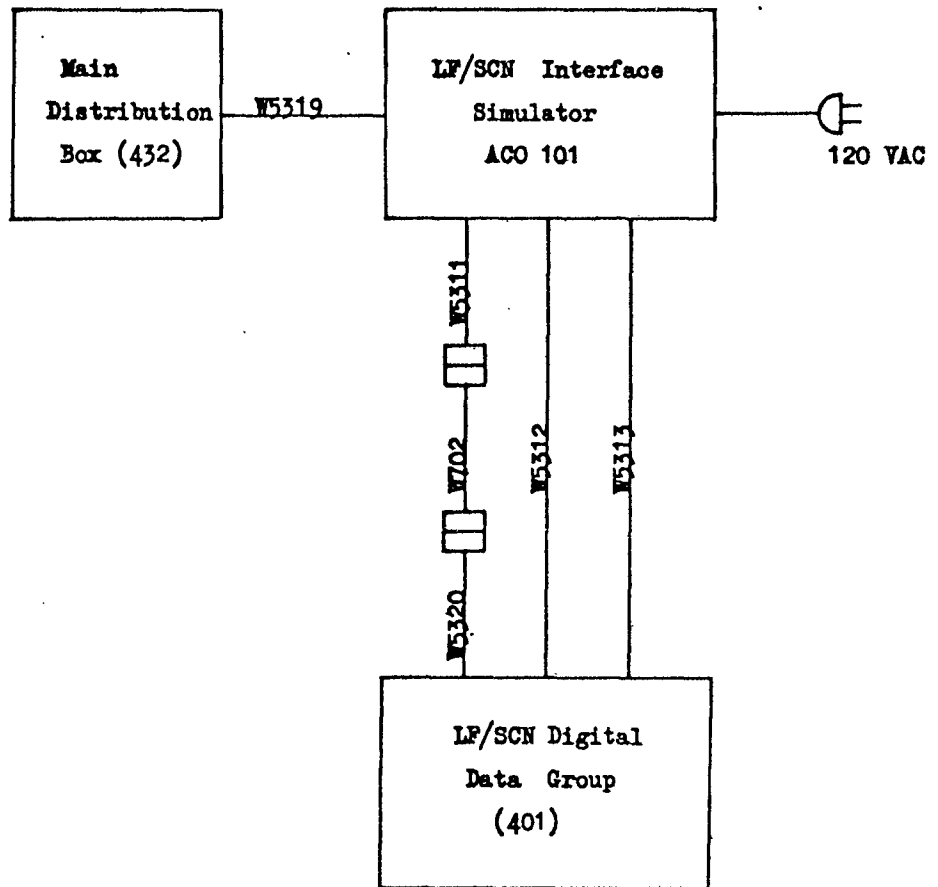 Main
Distribution
Box (432)
W5319
LF/SCN Interface
Simulator
ACO 101
120 VAC
W5311
W702
W5320
W5312
W5313
LF/SCN Digital
Data Group
(401)